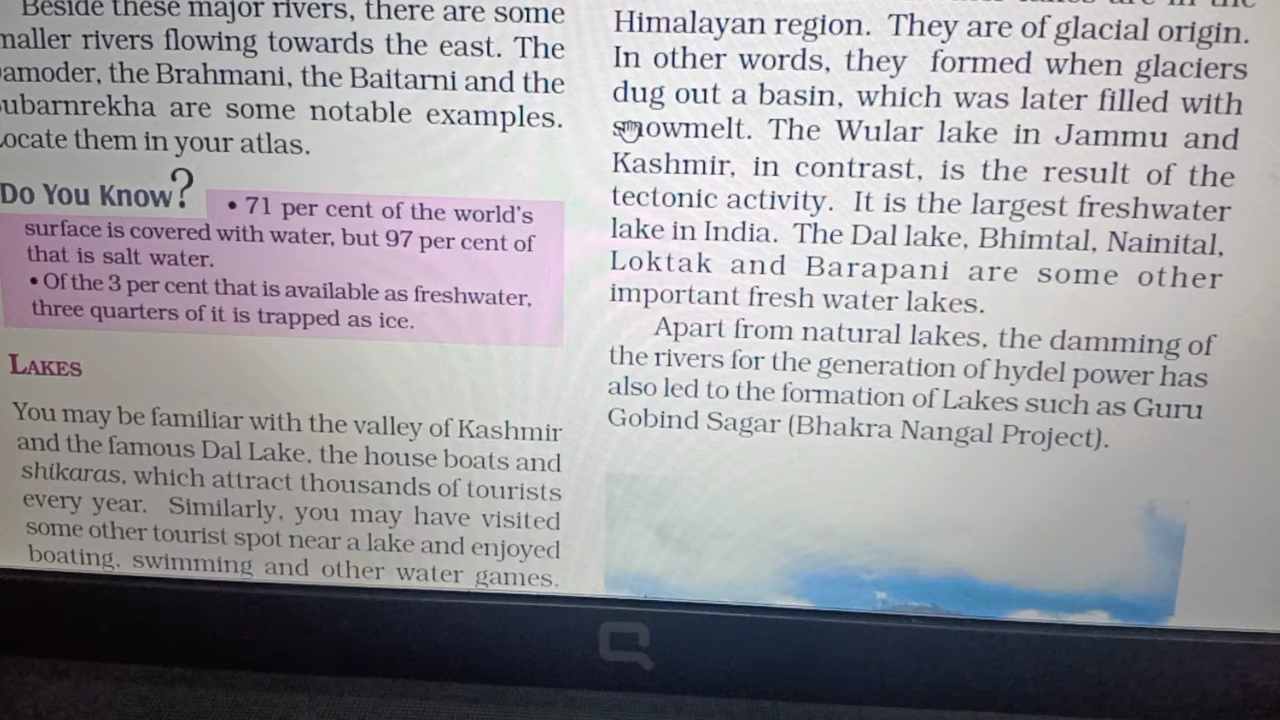 Beside these major rivers, there are some
maller rivers flowing towards the east. The
amoder, the Brahmani, the Baitarni and the
ubarnrekha are some notable examples.
ocate them in your atlas.
Do You Know?
• 71 per cent of the world's
surface is covered with water, but 97 per cent of
that is salt water.
• Of the 3 per cent that is available as freshwater,
three quarters of it is trapped as ice.
LAKES
You may be familiar with the valley of Kashmir
and the famous Dal Lake, the house boats and
shikaras, which attract thousands of tourists
every year. Similarly, you may have visited
some other tourist spot near a lake and enjoyed
boating, swimming and other water games.
Himalayan region. They are of glacial origin.
In other words, they formed when glaciers
dug out a basin, which was later filled with
snowmelt. The Wular lake in Jammu and
Kashmir, in contrast, is the result of the
tectonic activity. It is the largest freshwater
lake in India. The Dal lake, Bhimtal, Nainital,
Loktak and Barapani are some other
important fresh water lakes.
Apart from natural lakes, the damming of
the rivers for the generation of hydel power has
also led to the formation of Lakes such as Guru
Gobind Sagar (Bhakra Nangal Project).